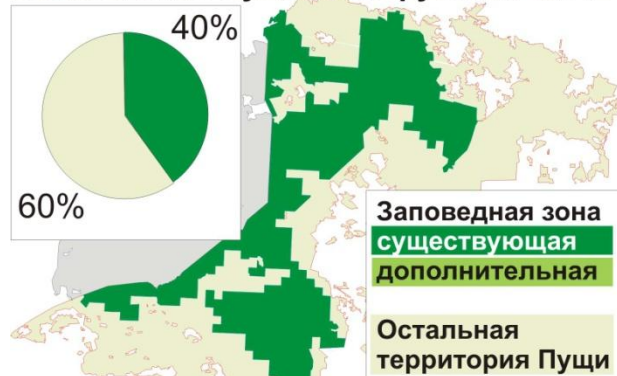 40%
60%
Заповедная зона
существующая
дополнительная
Остальная
территория Пущи